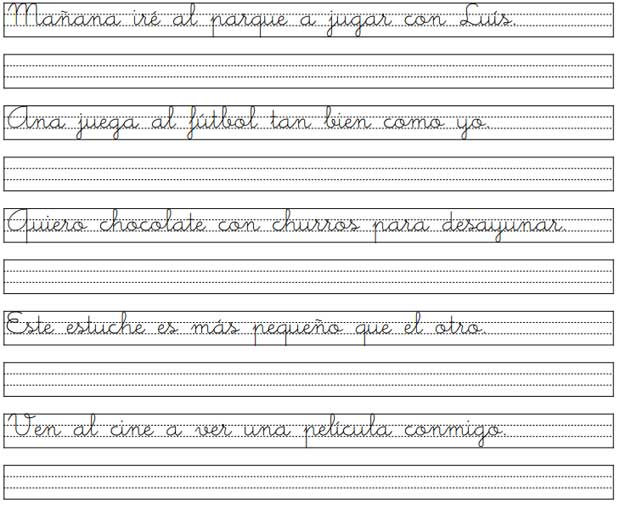 Mañana iré al parque a jugar con Luís.
Ana juega al fútbol tan bien como yo.
Quiero chocolate con churros para desayunar.
Este estuche es más pequeño que el otro.
Ven al cine a ver una película conmigo.